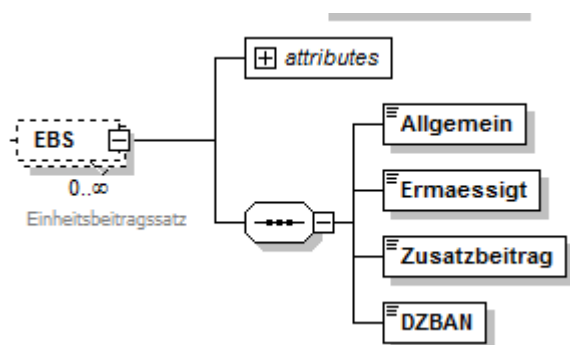 attributes
EBS
0..∞
Einheitsbeitragssatz
Allgemein
Ermaessigt
Zusatzbeitrag
DZBAN